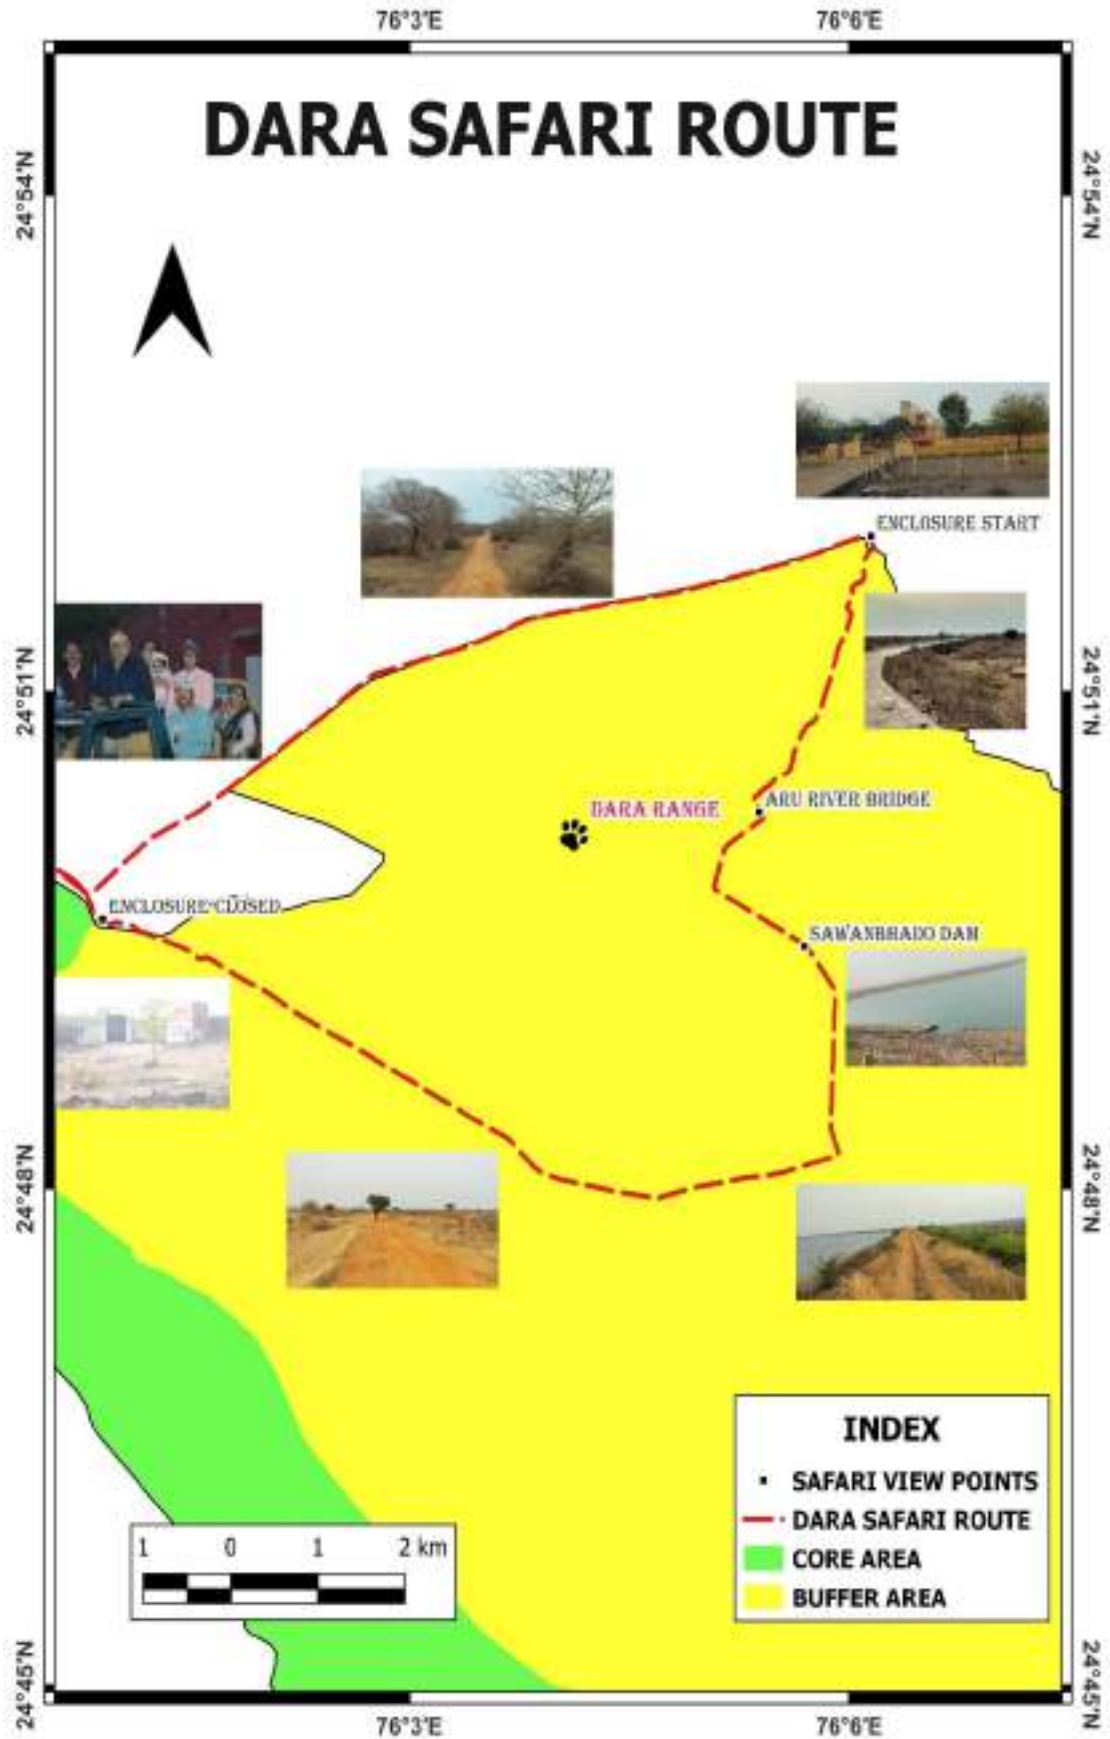 76°3'E
76°6'E
DARA SAFARI ROUTE
24°54'N
24°54'N
ENCLOSURE START
24°51'N
24°51'N
DARA RANGE
ARU RIVER BRIDGE
ENCLOSURE CLOSED
SAWANBHADO DAM
24°48'N
24°48'N
INDEX
SAFARI VIEW POINTS
DARA SAFARI ROUTE
CORE AREA
BUFFER AREA
1 0 1 2 km
24°45'N
24°45'N
76°3'E
76°6'E